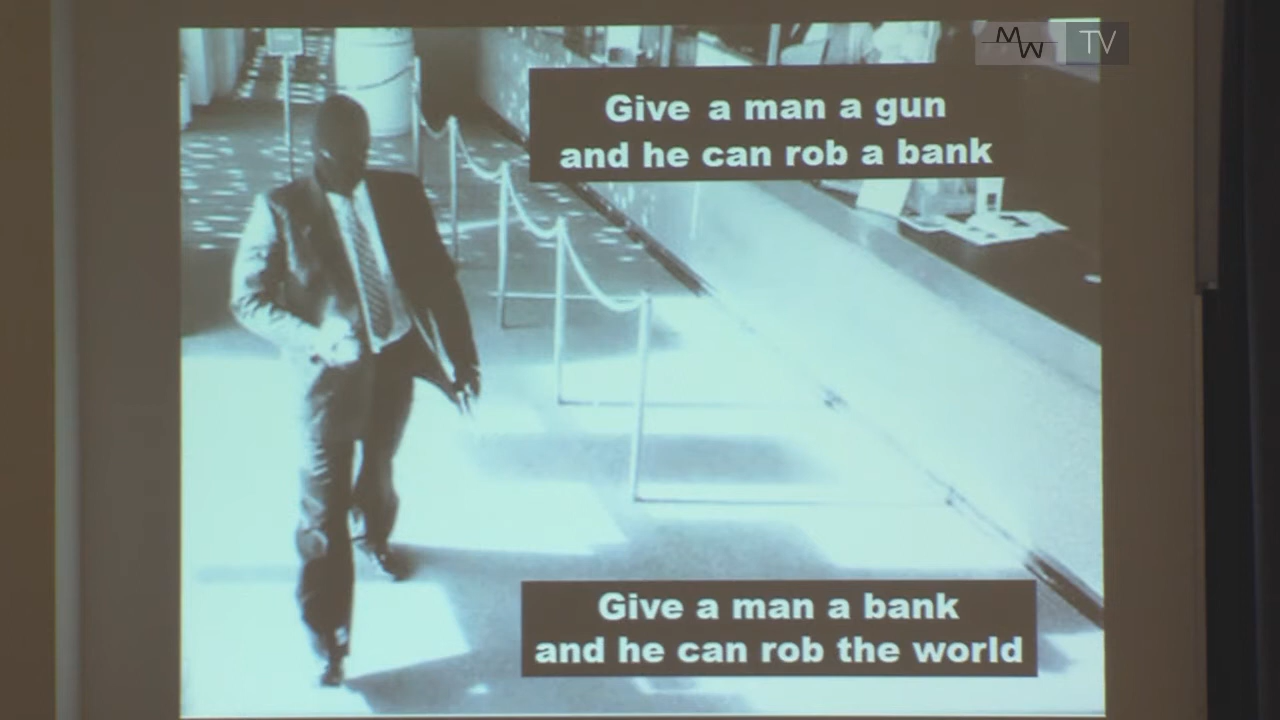 MW TV
Give a man a gun
and he can rob a bank
Give a man a bank
and he can rob the world